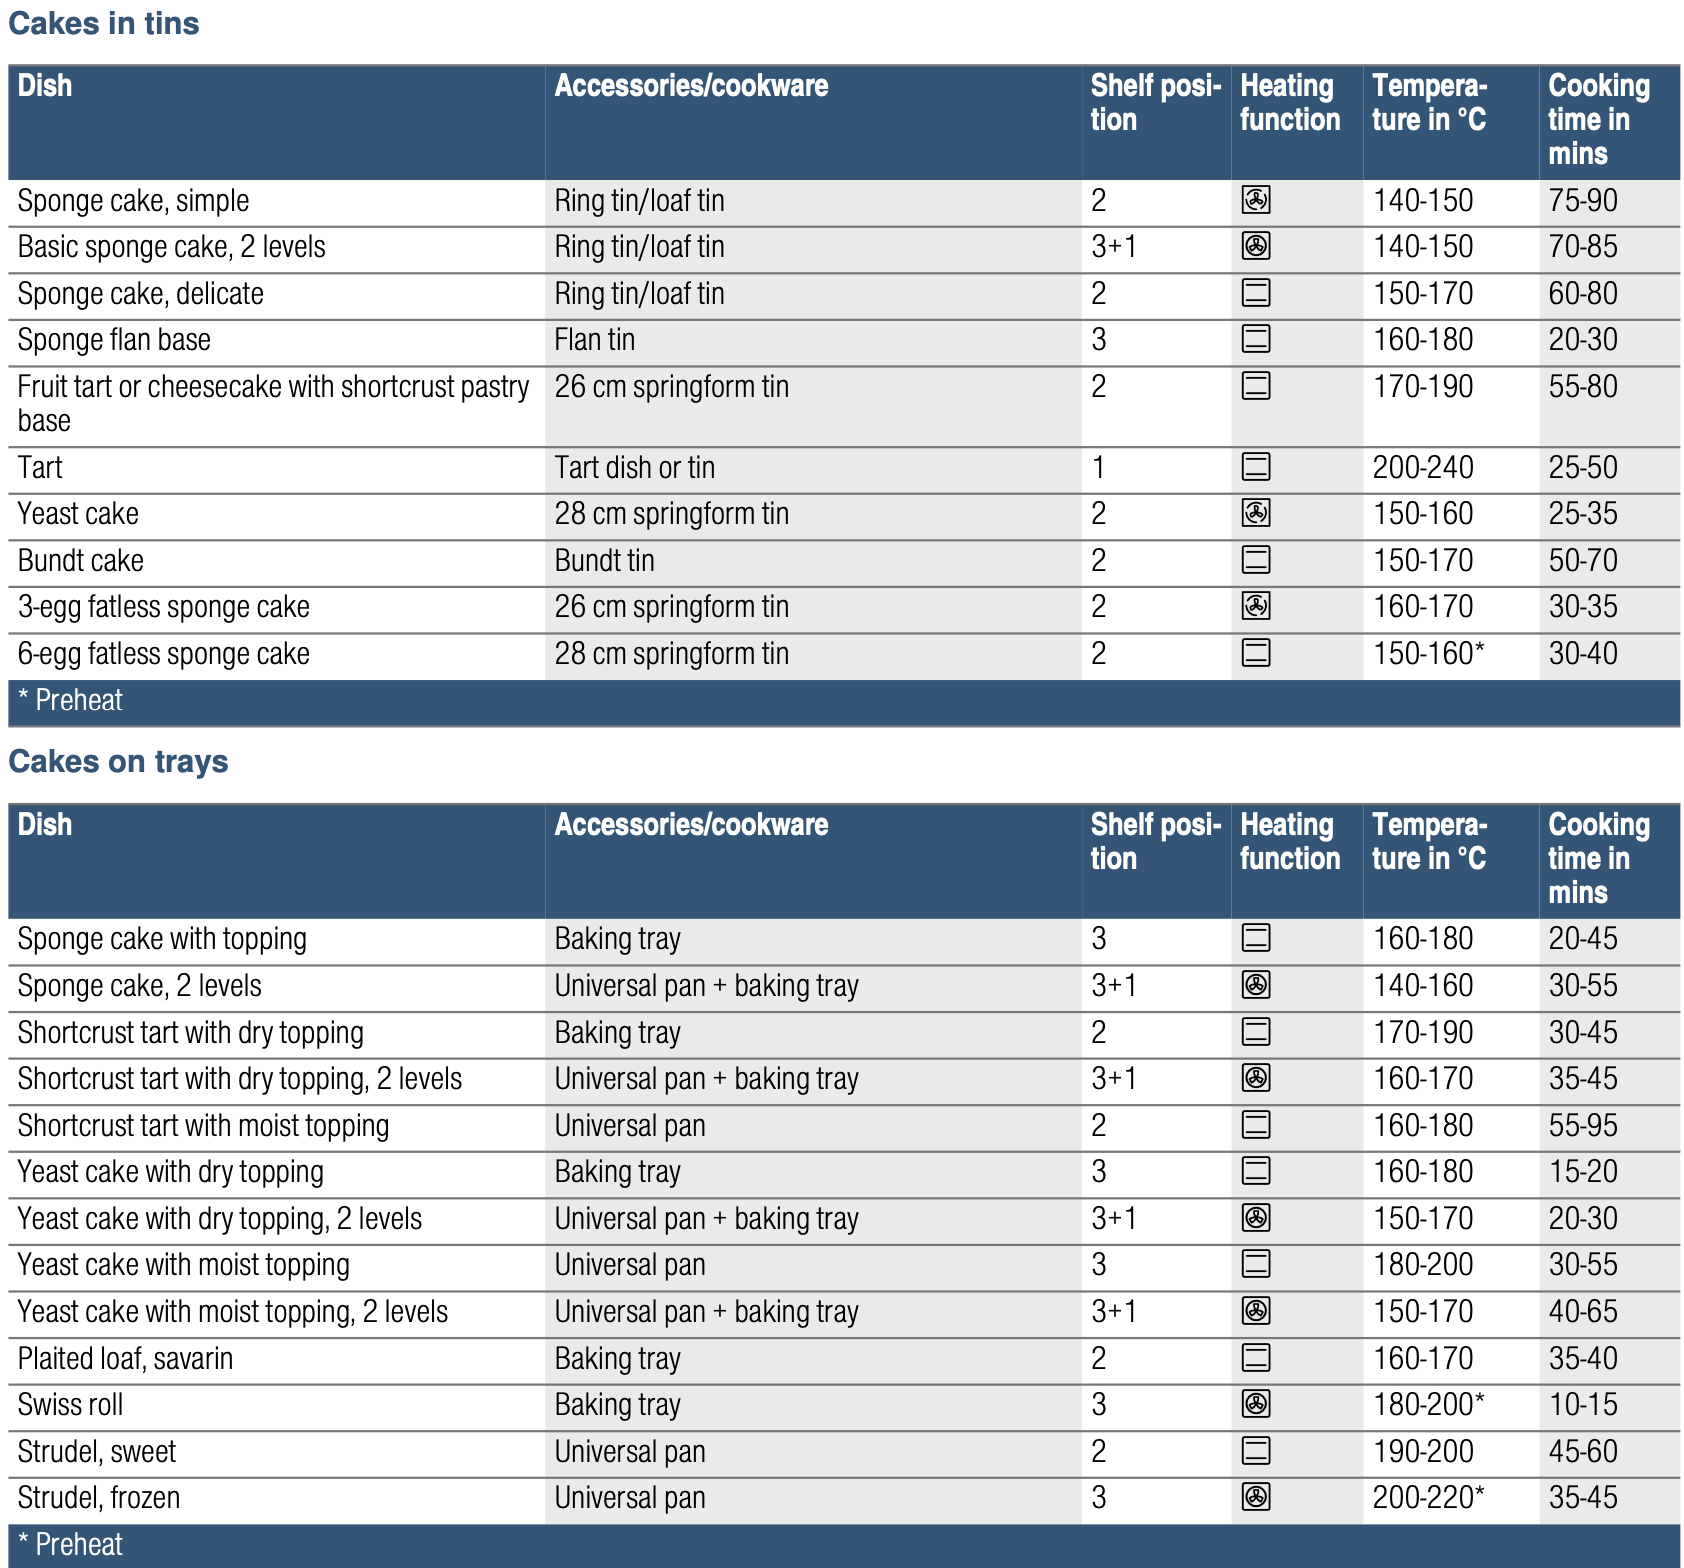 Cakes in tins
Dish Accessories/cookware Shelf posi- Heating Tempera- Cooking
tion function ture in °C time in
mins
Sponge cake, simple Ring tin/loaf tin 2 140-150 75-90
Basic sponge cake, 2 levels Ring tin/loaf tin 3+1 140-150 70-85
Sponge cake, delicate Ring tin/loaf tin 2 150-170 60-80
Sponge flan base Flan tin 3 160-180 20-30
Fruit tart or cheesecake with shortcrust pastry 26 cm springform tin 2 170-190 55-80
base
Tart Tart dish or tin 1 200-240 25-50
Yeast cake 28 cm springform tin 2 150-160 25-35
Bundt cake Bundt tin 2 150-170 50-70
3-egg fatless sponge cake 26 cm springform tin 2 160-170 30-35
6-egg fatless sponge cake 28 cm springform tin 2 150-160* 30-40
* Preheat
Cakes on trays
Dish Accessories/cookware Shelf posi- Heating Tempera- Cooking
tion function ture in °C time in
mins
Sponge cake with topping Baking tray 3 160-180 20-45
Sponge cake, 2 levels Universal pan + baking tray 3+1 140-160 30-55
Shortcrust tart with dry topping Baking tray 2 170-190 30-45
Shortcrust tart with dry topping, 2 levels Universal pan + baking tray 3+1 160-170 35-45
Shortcrust tart with moist topping Universal pan 2 160-180 55-95
Yeast cake with dry topping Baking tray 3 160-180 15-20
Yeast cake with dry topping, 2 levels Universal pan + baking tray 3+1 150-170 20-30
Yeast cake with moist topping Universal pan 3 180-200 30-55
Yeast cake with moist topping, 2 levels Universal pan + baking tray 3+1 150-170 40-65
Plaited loaf, savarin Baking tray 2 160-170 35-40
Swiss roll Baking tray 3 180-200* 10-15
Strudel, sweet Universal pan 2 190-200 45-60
Strudel, frozen Universal pan 3 200-220* 35-45
* Preheat